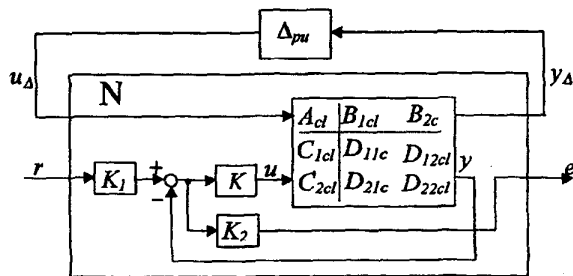 Δpu
uΔ
yΔ
N
Acl B1cl B2c
C1cl D11c D12cl
C2cl D21c D22cl
y
r
K1
+
−
K
u
e
K2